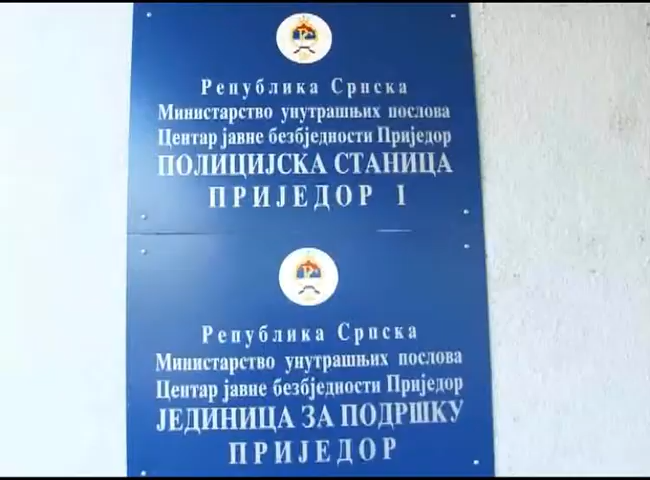 Република Српска
Министарство унутрашњих послова
Центар јавне безбједности Приједор
ПОЛИЦИЈСКА СТАНИЦА
ПРИЈЕДОР I
Република Српска
Министарство унутрашњих послова
Центар јавне безбједности Приједор
ЈЕДИНИЦА ЗА ПОДРШКУ
ПРИЈЕДОР